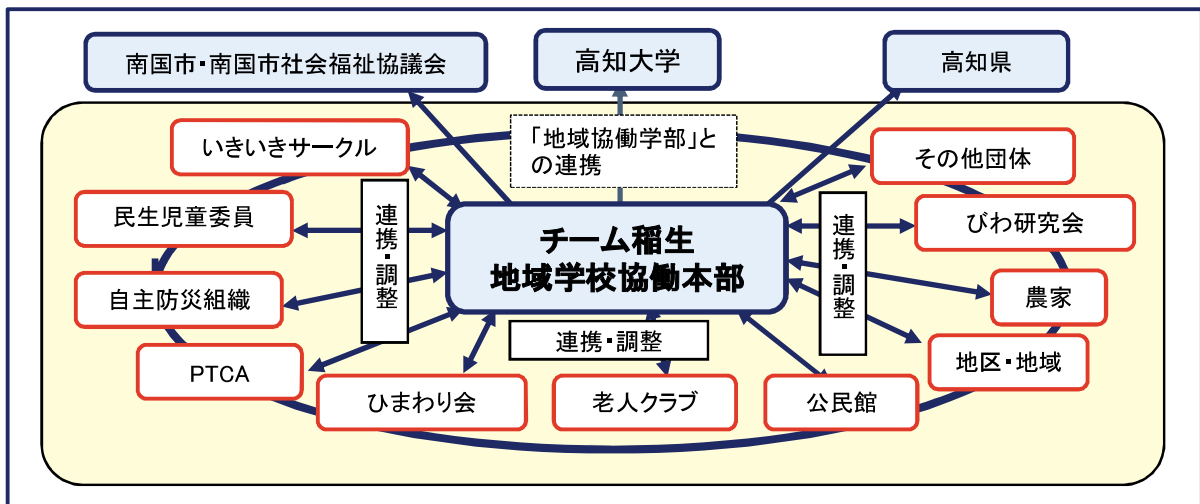 南国市・南国市社会福祉協議会
高知大学
高知県
いきいきサークル
「地域協働学部」と
の連携
その他団体
民生児童委員
連携・調整
チーム稲生
地域学校協働本部
連携・調整
びわ研究会
自主防災組織
農家
連携・調整
PTCA
地区・地域
ひまわり会
老人クラブ
公民館